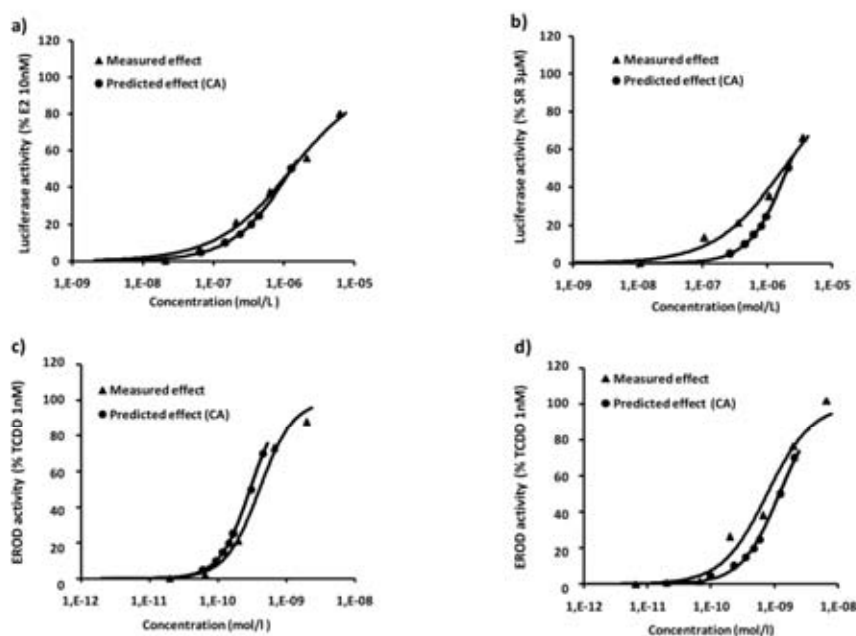 a)
▲ Measured effect
● Predicted effect (CA)
Luciferase activity (% E2 10nM)
120
100
80
60
40
20
0
1,E-09 1,E-08 1,E-07 1,E-06 1,E-05
Concentration (mol/L)
b)
▲ Measured effect
● Predicted effect (CA)
Luciferase activity (% SR 3µM)
120
100
80
60
40
20
0
1,E-09 1,E-08 1,E-07 1,E-06 1,E-05
Concentration (mol/L)
c)
▲ Measured effect
● Predicted effect (CA)
EROD activity (% TCDD 1nM)
120
100
80
60
40
20
0
1,E-12 1,E-11 1,E-10 1,E-09 1,E-08
Concentration (mol/l )
d)
▲ Measured effect
● Predicted effect (CA)
EROD activity (% TCDD 1nM)
120
100
80
60
40
20
0
1,E-12 1,E-11 1,E-10 1,E-09 1,E-08
Concentration (mol/l)